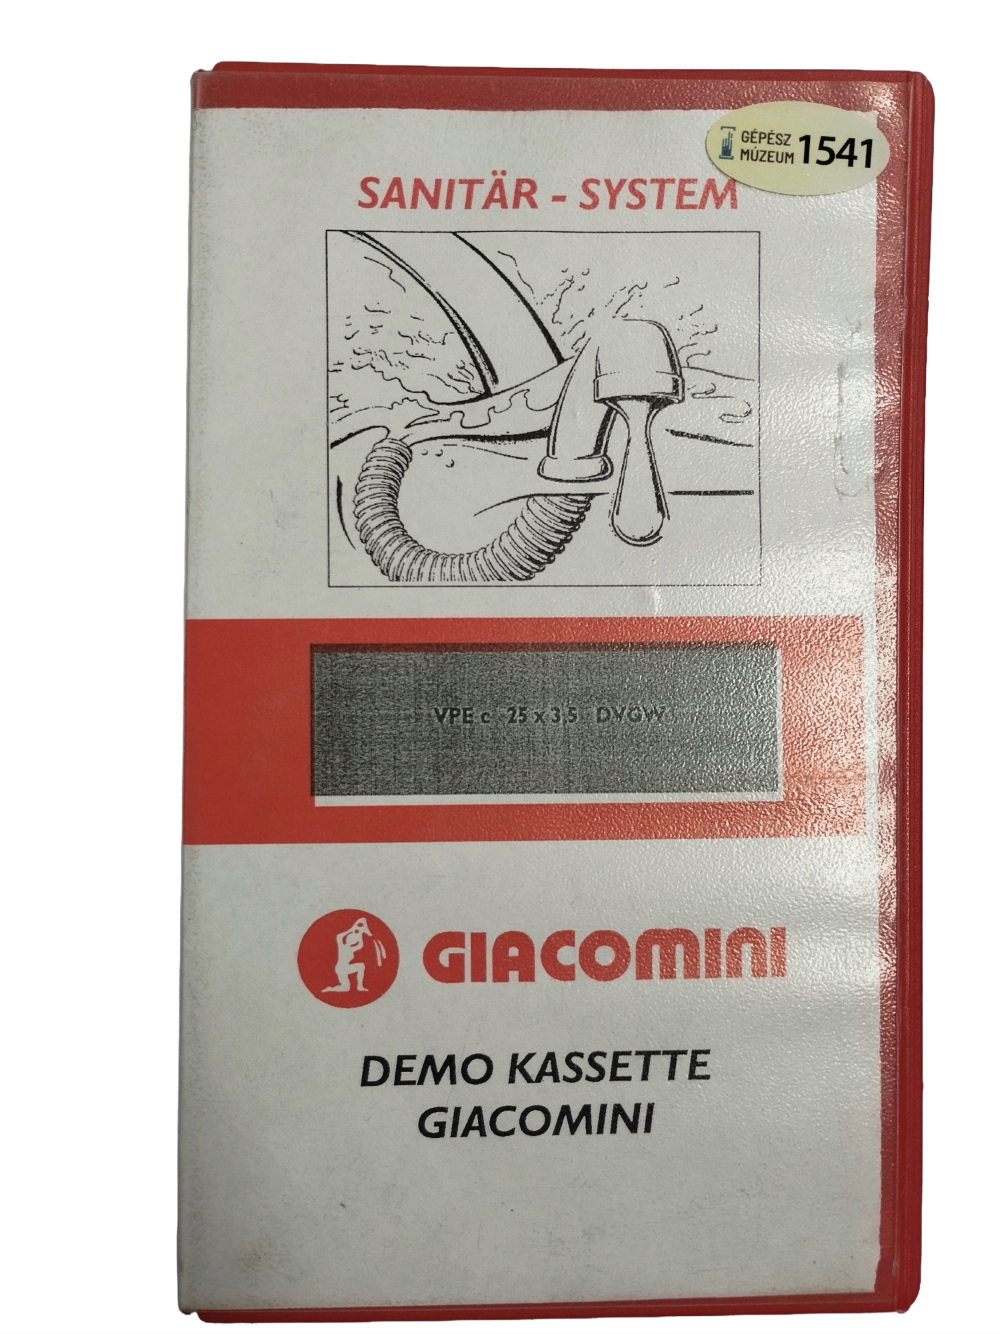 GÉPÉSZ
MÚZEUM 1541
SANITÄR - SYSTEM
VPE c 25 x 3,5 DVGW
GIACOMINI
DEMO KASSETTE
GIACOMINI